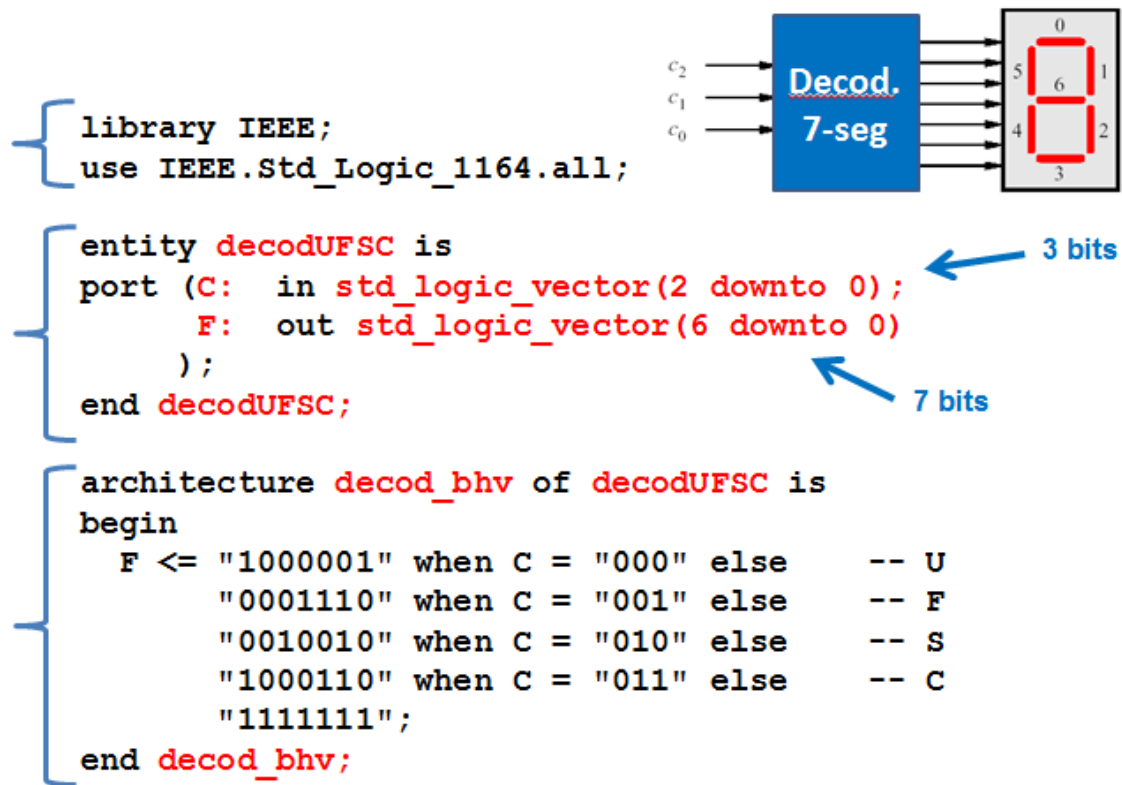 0
5 6 1
4 2
3
c2
c1
c0
Decod.
7-seg
library IEEE;
use IEEE.Std_Logic_1164.all;
entity decodUFSC is
port (C:  in std_logic_vector(2 downto 0);
F:  out std_logic_vector(6 downto 0)
);
end decodUFSC;
3 bits
7 bits
architecture decod_bhv of decodUFSC is
begin
F <= "1000001" when C = "000" else    -- U
"0001110" when C = "001" else    -- F
"0010010" when C = "010" else    -- S
"1000110" when C = "011" else    -- C
"1111111";
end decod_bhv;